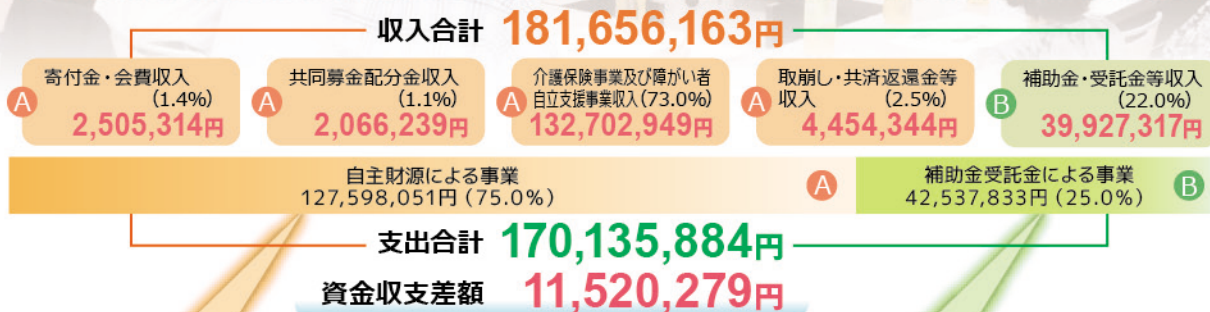 収入合計 181,656,163円
A 寄付金・会費収入
(1.4%)
2,505,314円
A 共同募金配分金収入
(1.1%)
2,066,239円
A 介護保険事業及び障がい者
自立支援事業収入(73.0%)
132,702,949円
A 取崩し・共済返還金等
収入 (2.5%)
4,454,344円
B 補助金・受託金等収入
(22.0%)
39,927,317円
自主財源による事業
127,598,051円 (75.0%)
A
補助金受託金による事業
42,537,833円 (25.0%)
B
支出合計 170,135,884円
資金収支差額 11,520,279円